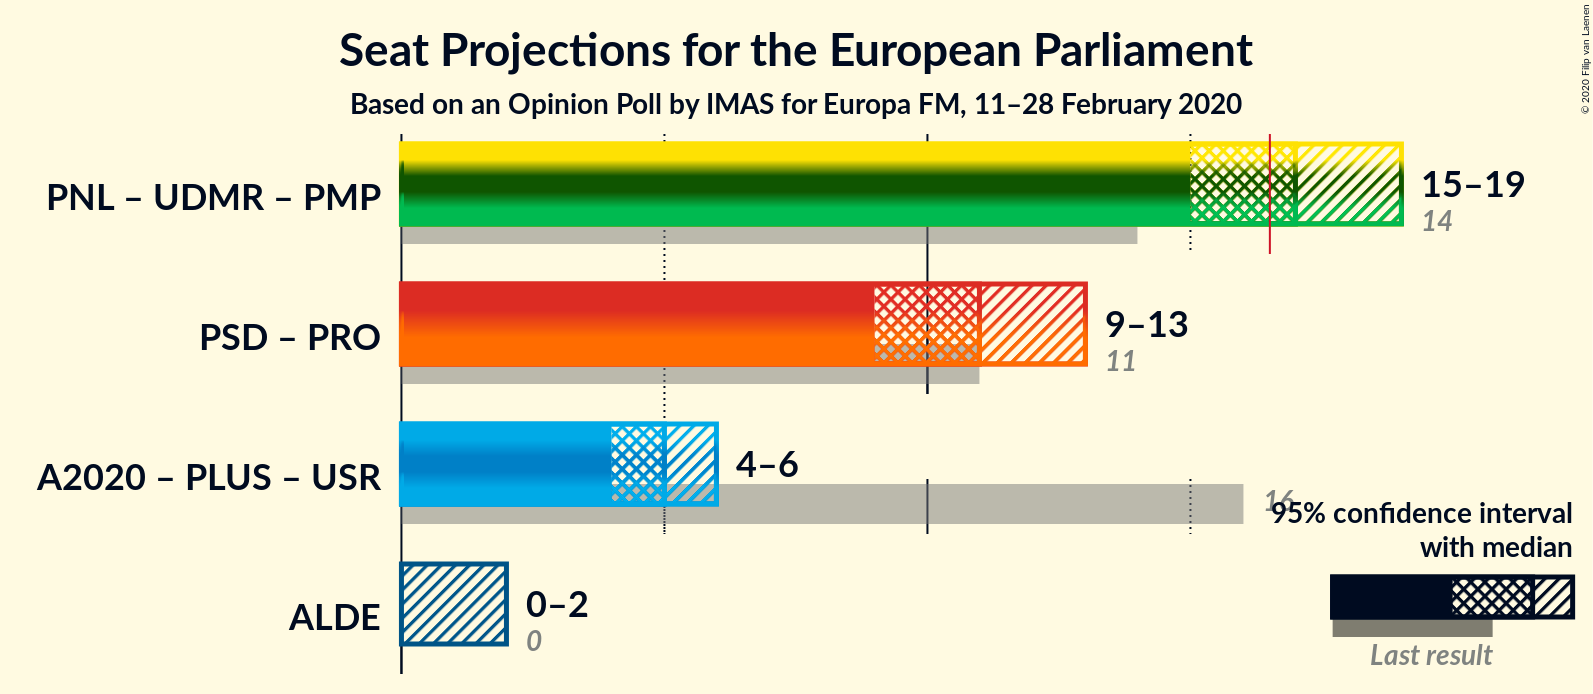 Seat Projections for the European Parliament
Based on an Opinion Poll by IMAS for Europa FM, 11–28 February 2020
© 2020 Filip van Laenen
PNL – UDMR – PMP
15–19
14
PSD – PRO
9–13
11
A2020 – PLUS – USR
4–6
16
ALDE
0–2
0
95% confidence interval
with median
Last result